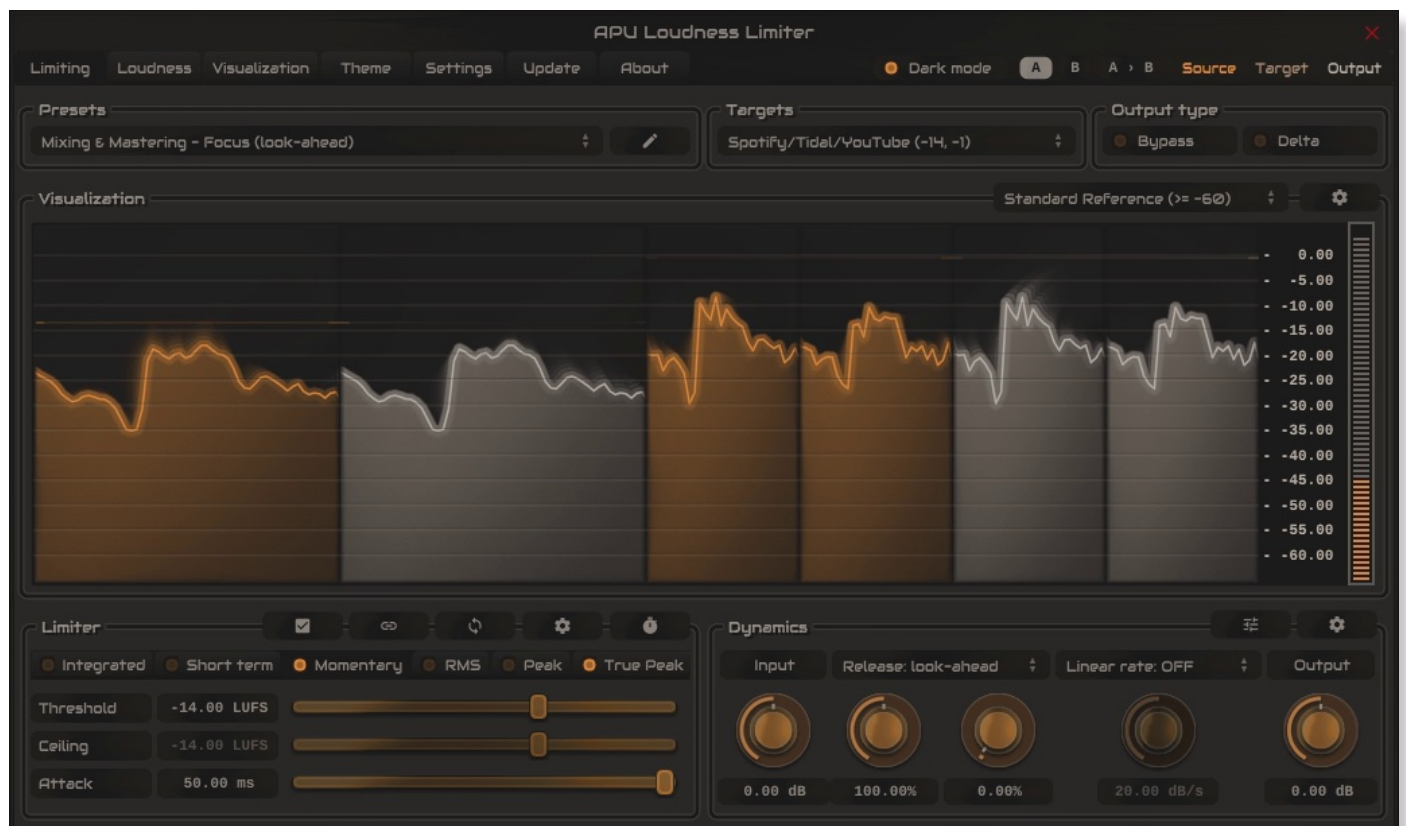 APU Loudness Limiter
Limiting Loudness Visualization Theme Settings Update About Dark mode A B A › B Source Target Output
Presets Targets Output type
Mixing & Mastering - Focus (look-ahead) Spotify/Tidal/YouTube (-14, -1) Bypass Delta
Visualization Standard Reference (>= -60)
- 0.00
- -5.00
- -10.00
- -15.00
- -20.00
- -25.00
- -30.00
- -35.00
- -40.00
- -45.00
- -50.00
- -55.00
- -60.00
Limiter Dynamics
Integrated Short term Momentary RMS Peak True Peak Input Release: look-ahead Linear rate: OFF Output
Threshold -14.00 LUFS
Ceiling -14.00 LUFS
Attack 50.00 ms
0.00 dB 100.00% 0.00% 20.00 dB/s 0.00 dB